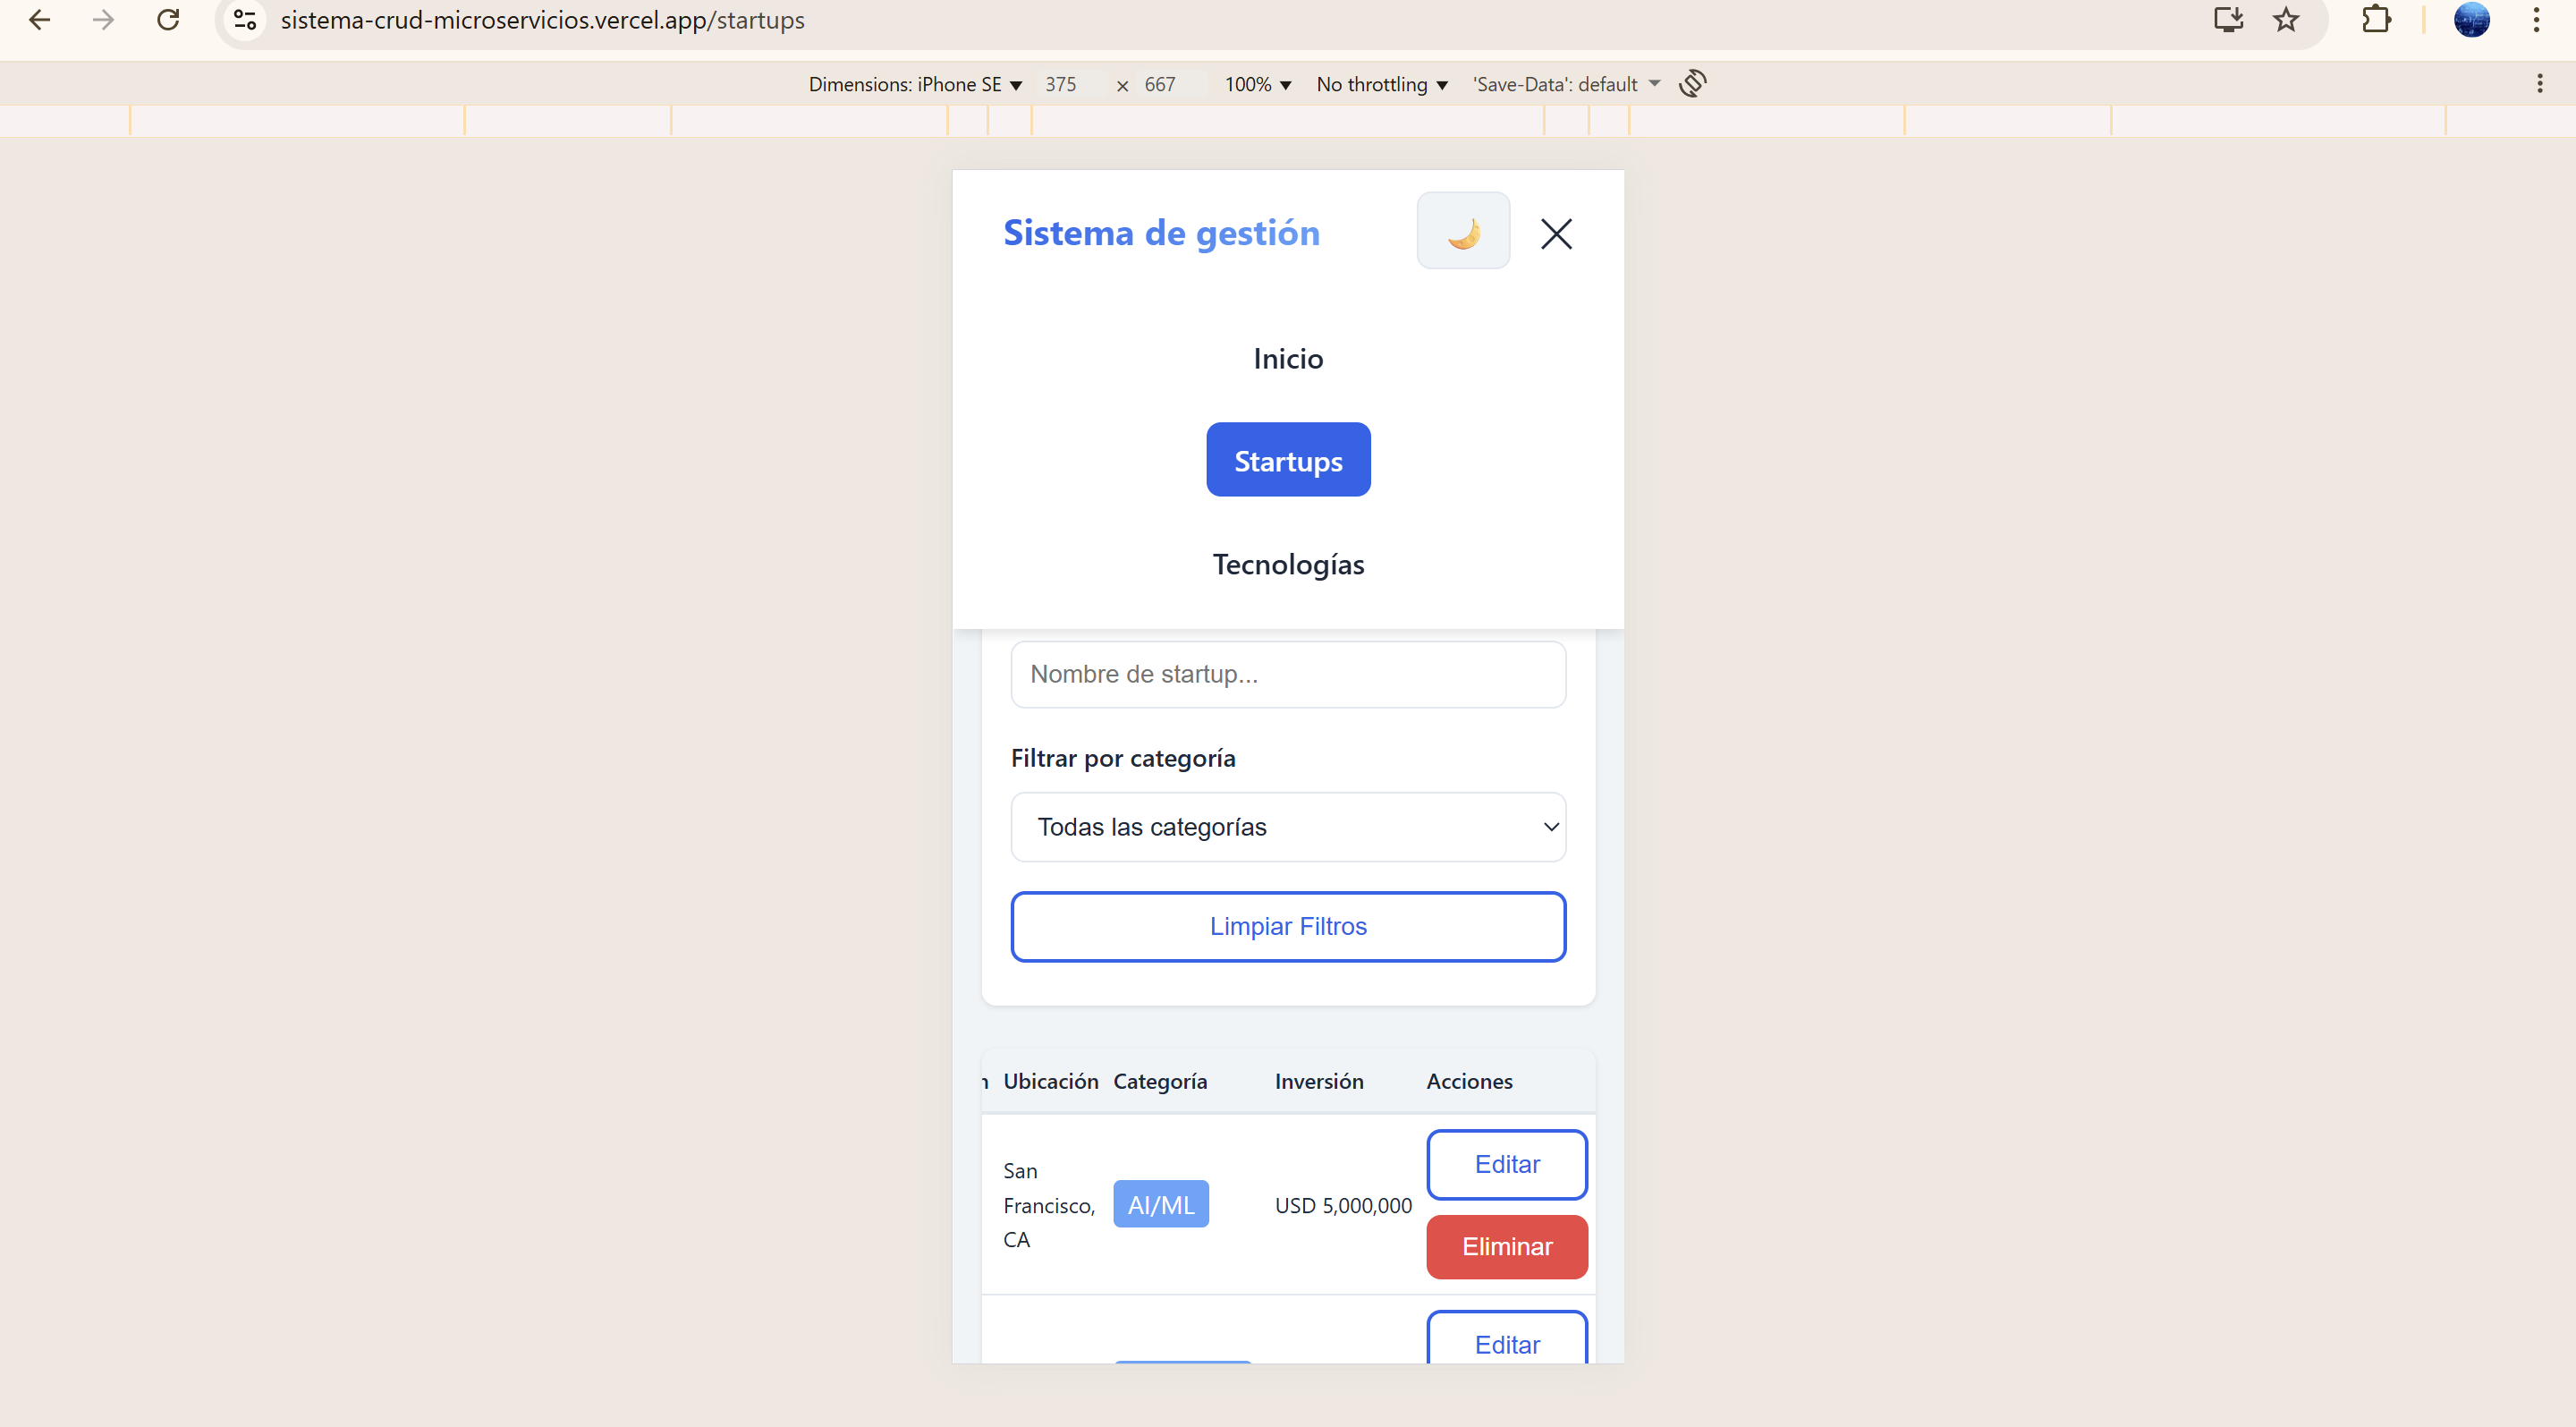 sistema-crud-microservicios.vercel.app/startups
Dimensions: iPhone SE 375 × 667 100% No throttling 'Save-Data': default
Sistema de gestión
Inicio
Startups
Tecnologías
Nombre de startup...
Filtrar por categoría
Todas las categorías
Limpiar Filtros
n Ubicación Categoría Inversión Acciones
San
Francisco,
CA
AI/ML
USD 5,000,000
Editar
Eliminar
Editar